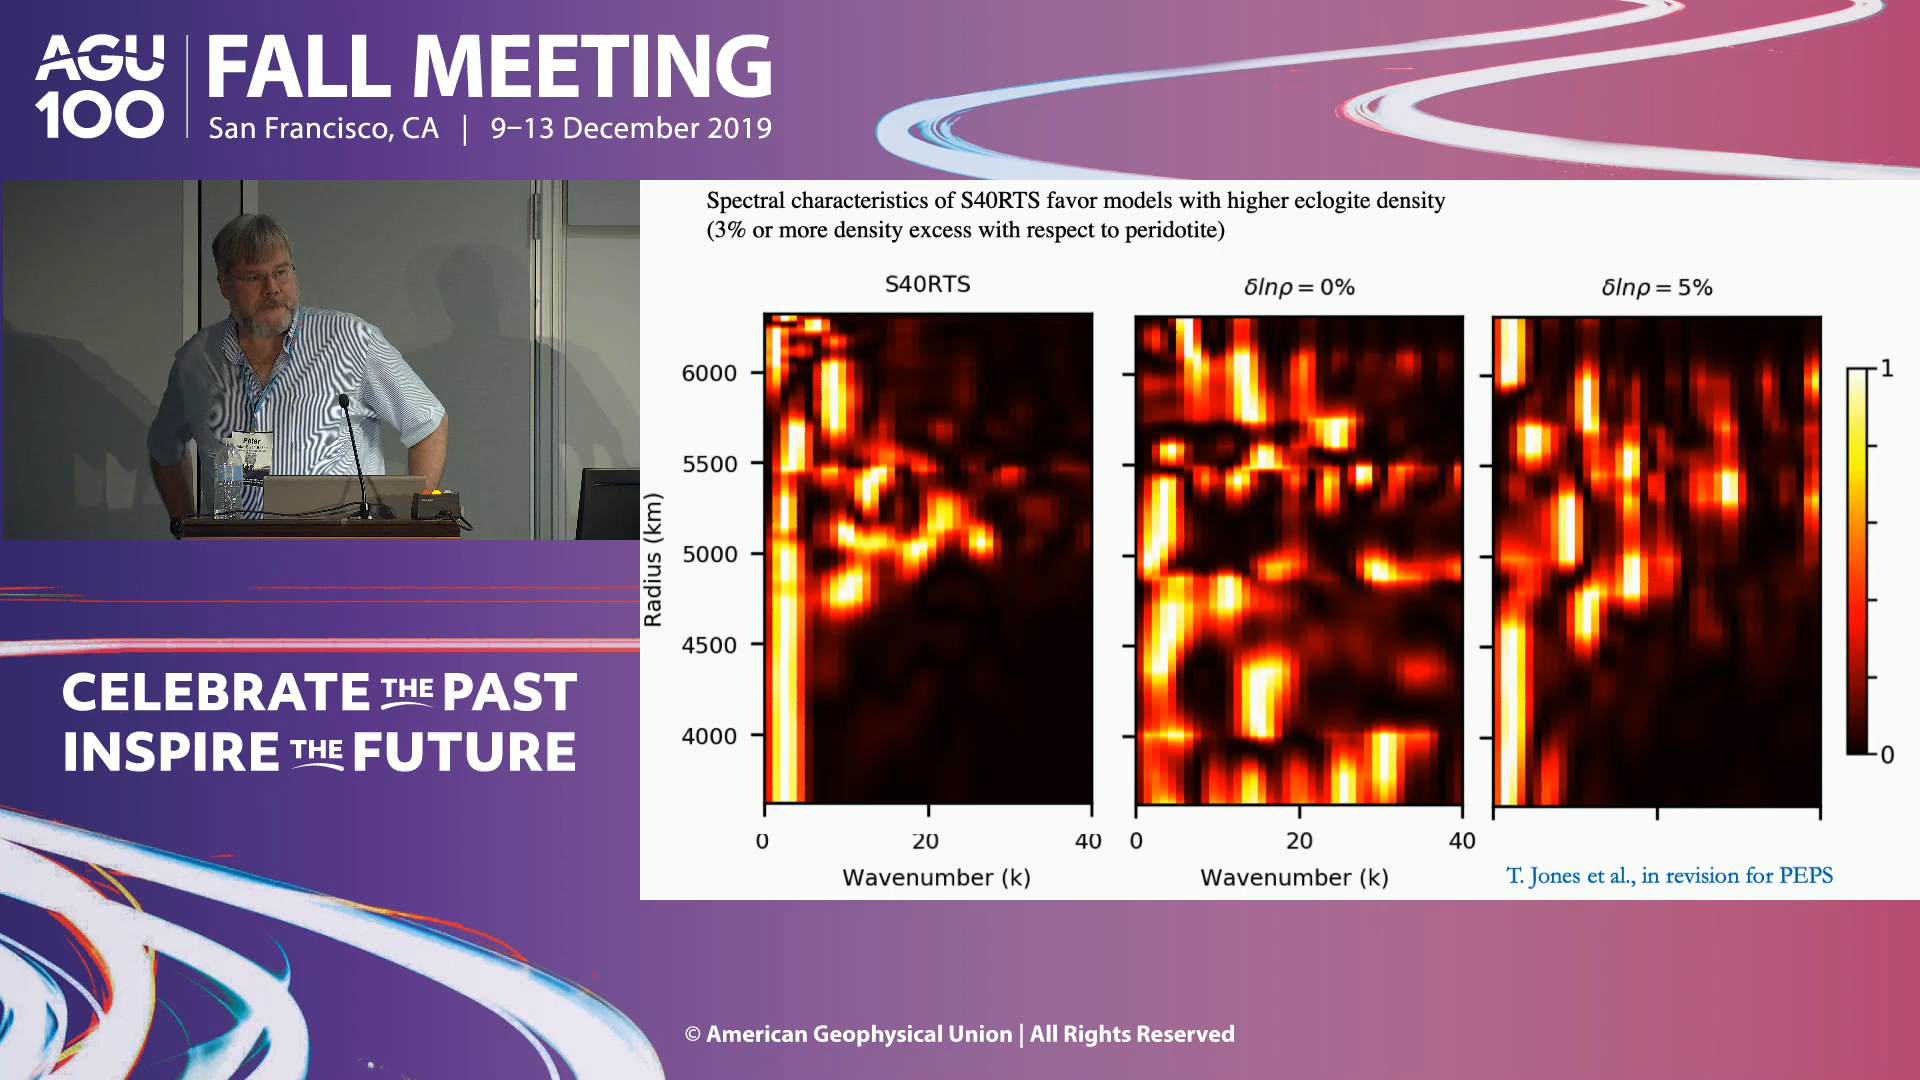 AGU
100
FALL MEETING
San Francisco, CA | 9–13 December 2019
Peter
Spectral characteristics of S40RTS favor models with higher eclogite density
(3% or more density excess with respect to peridotite)
S40RTS
δlnρ = 0%
δlnρ = 5%
Radius (km)
6000
5500
5000
4500
4000
0 20 40
0 20 40
Wavenumber (k)
Wavenumber (k)
1
0
T. Jones et al., in revision for PEPS
CELEBRATE THE PAST
INSPIRE THE FUTURE
© American Geophysical Union | All Rights Reserved